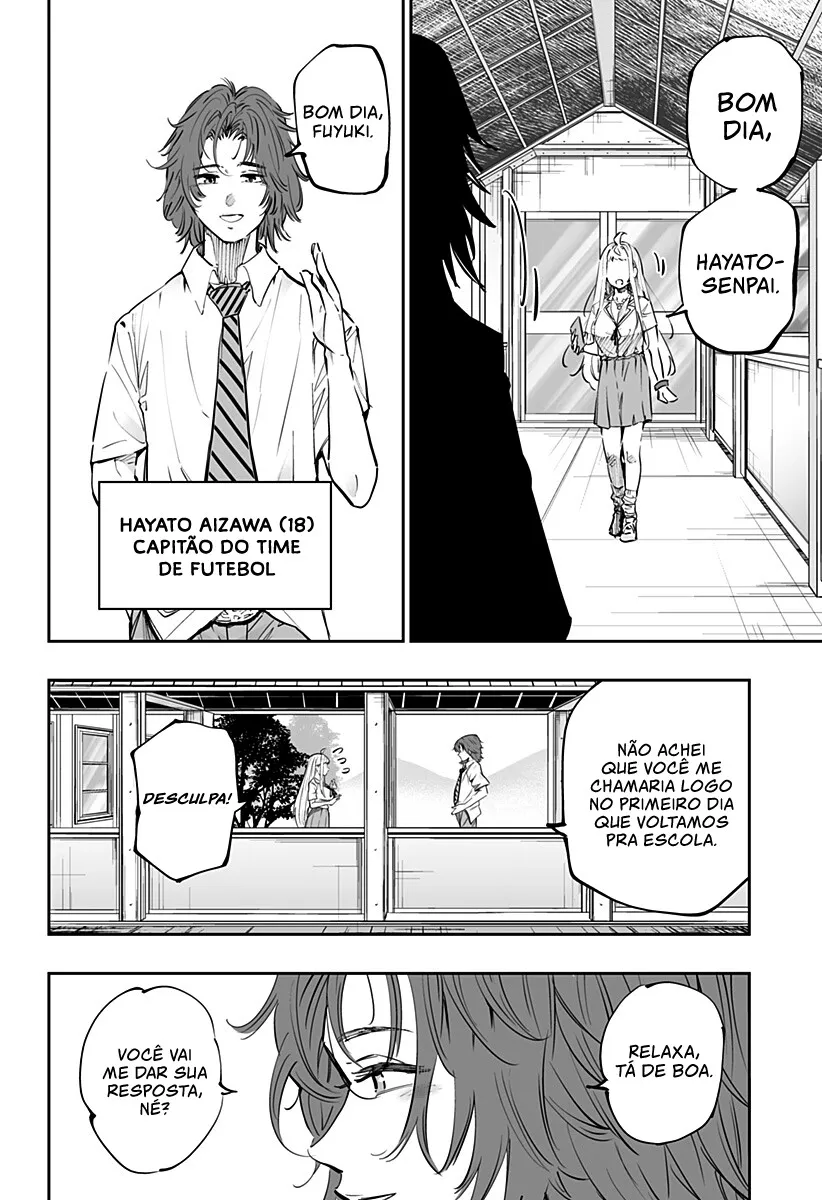 BOM
DIA,
HAYATO-
SENPAI.
BOM DIA,
FUYUKI.
HAYATO AIZAWA (18)
CAPITÃO DO TIME
DE FUTEBOL
NÃO ACHEI
QUE VOCÊ ME
CHAMARIA LOGO
NO PRIMEIRO DIA
QUE VOLTAMOS
PRA ESCOLA.
DESCULPA!
RELAXA,
TÁ DE BOA.
VOCÊ VAI
ME DAR SUA
RESPOSTA,
NÉ?